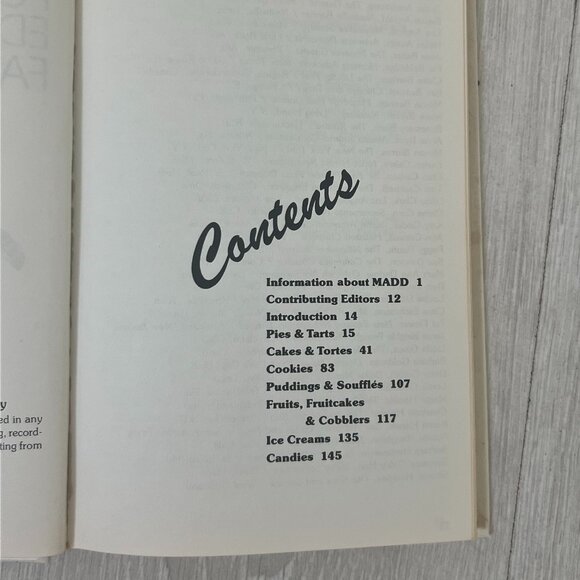 Contents
Information about MADD 1
Contributing Editors 12
Introduction 14
Pies & Tarts 15
Cakes & Tortes 41
Cookies 83
Puddings & Soufflés 107
Fruits, Fruitcakes
& Cobblers 117
Ice Creams 135
Candies 145
y
ed in any
g, record-
ting from